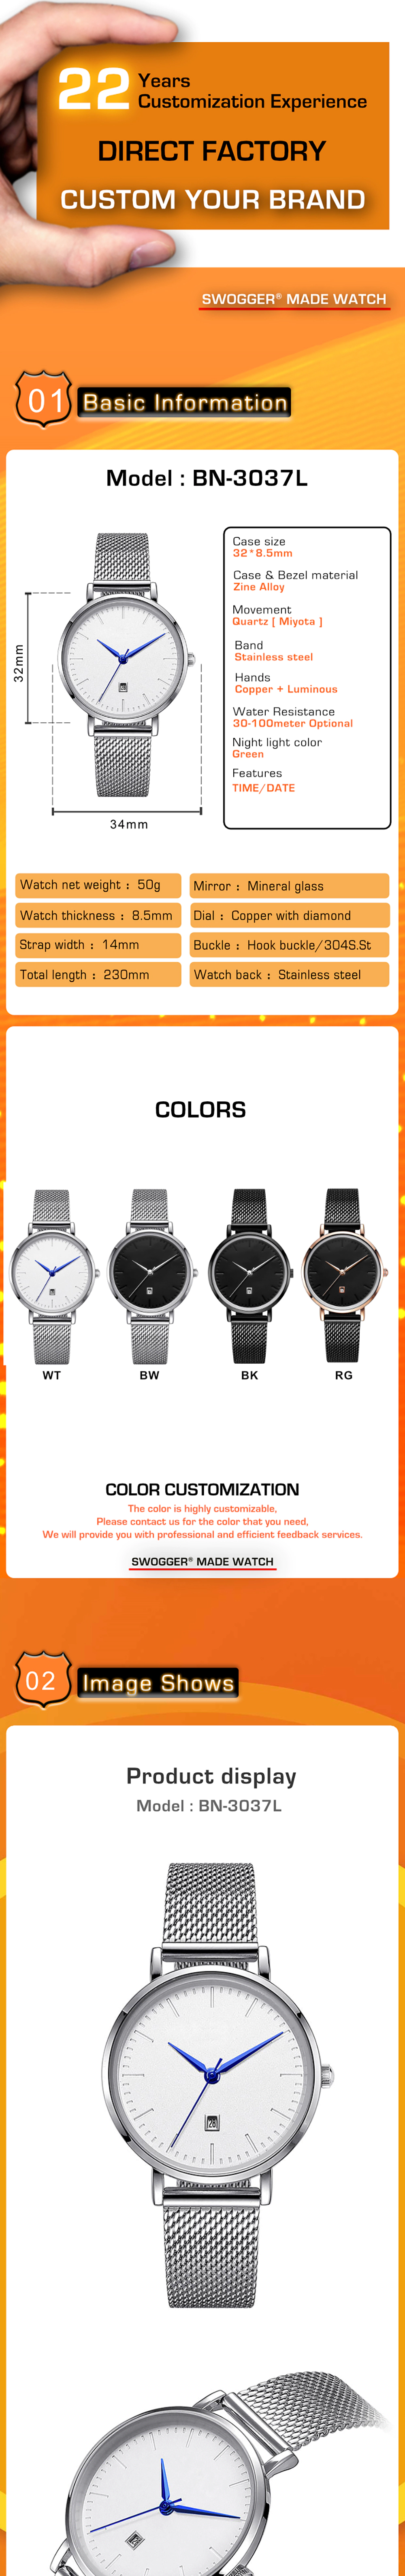 22 Years
Customization Experience
DIRECT FACTORY
CUSTOM YOUR BRAND
SWOGGER® MADE WATCH
01 Basic Information
Model : BN-3037L
Case size
32*8.5mm
Case & Bezel material
Zine Alloy
Movement
Quartz [ Miyota ]
Band
Stainless steel
Hands
Copper + Luminous
Water Resistance
30-100meter Optional
Night light color
Green
Features
TIME/DATE
32mm
34mm
Watch net weight : 50g
Mirror : Mineral glass
Watch thickness : 8.5mm
Dial : Copper with diamond
Strap width : 14mm
Buckle : Hook buckle/304S.St
Total length : 230mm
Watch back : Stainless steel
COLORS
WT
BW
BK
RG
COLOR CUSTOMIZATION
The color is highly customizable,
Please contact us for the color that you need,
We will provide you with professional and efficient feedback services.
SWOGGER® MADE WATCH
02 Image Shows
Product display
Model : BN-3037L
28